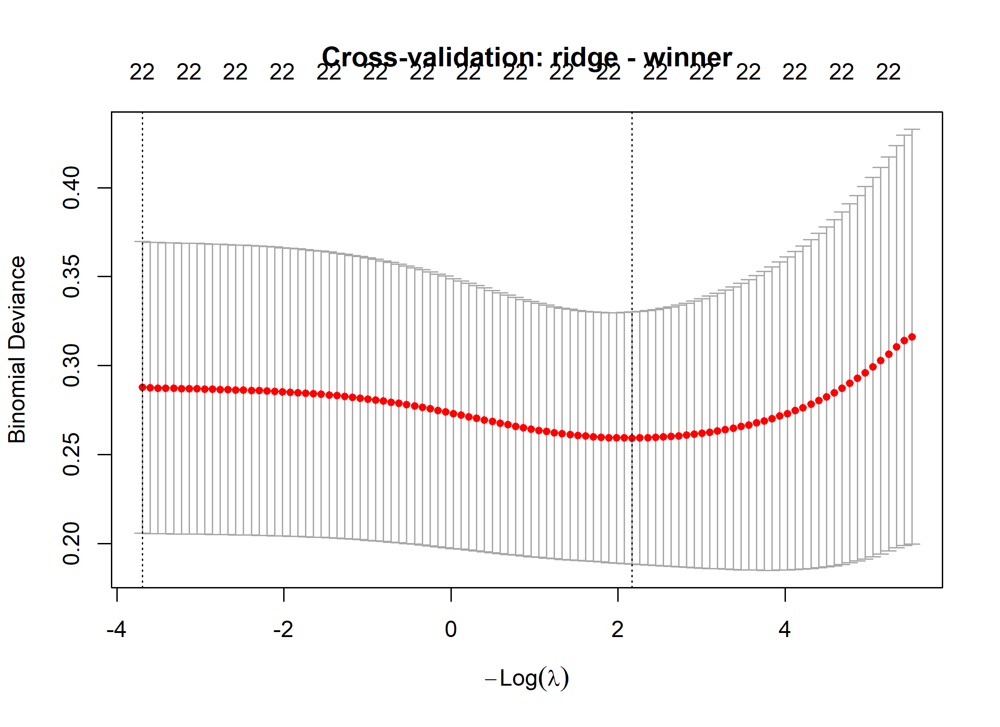 Cross-validation: ridge - winner
22 22 22 22 22 22 22 22 22 22 22 22 22 22 22 22 22
0.40
0.35
0.30
0.25
0.20
Binomial Deviance
-4 -2 0 2 4
−Log(λ)